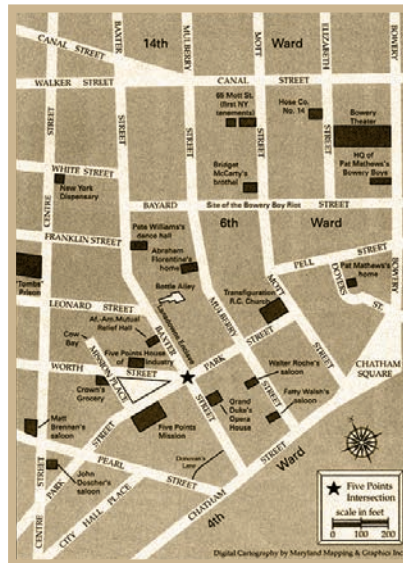 BAXTER
MULBERRY
MOTT
ELIZABETH
BOWERY
14th
Ward
CANAL STREET
WALKER STREET
CANAL STREET
65 Mott St.
(first NY
tenements)
Hose Co.
No. 14
Bowery
Theater
HQ of
Pat Mathews's
Bowery Boys
STREET
STREET
STREET
STREET
STREET
Bridget
McCarty's
brothel
WHITE STREET
New York
Dispensary
CENTRE
BAYARD
Site of the Bowery Boy Riot
STREET
FRANKLIN STREET
Pete Williams's
dance hall
6th
Ward
Abraham
Florentine's
home
PELL STREET
BOWERY
Pat Mathews's
home
DOYERS
ST.
"Tombs"
Prison
Bottle Alley
MOTT
Transfiguration
R.C. Church
LEONARD STREET
MULBERRY
Af.-Am. Mutual
Relief Hall
BAXTER
Cow
Bay
STREET
PARK
STREET
CHATHAM
SQUARE
Five Points House
of Industry
WORTH
STREET
MISSION PLACE
Walter Roche's
saloon
Crown's
Grocery
Fatty Walsh's
saloon
Grand
Duke's
Opera
House
Matt
Brennan's
saloon
Five Points
Mission
STREET
PEARL
STREET
Donovan's
Lane
STREET
Ward
John
Doscher's
saloon
PARK
STREET
CHATHAM
4th
CENTRE
CITY HALL PLACE
Five Points
Intersection
scale in feet
0 100 200
Digital Cartography by Maryland Mapping & Graphics Inc